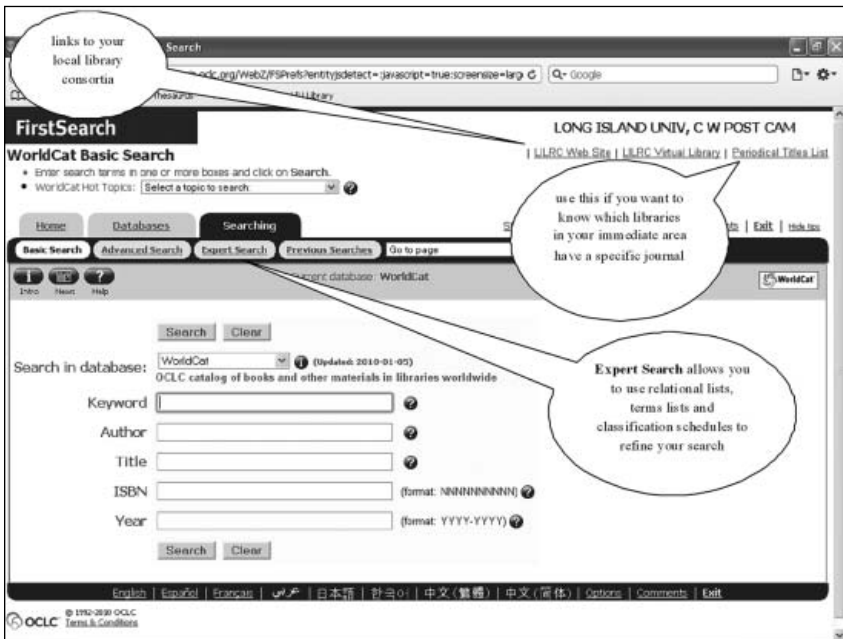 links to your
local library
consortia
Search
org/WebZ/FSPrefs?entityjsdetect=:javascript=true:screensize=larg
Google
Library
FirstSearch
LONG ISLAND UNIV, C W POST CAM
WorldCat Basic Search
| LILRC Web Site | LILRC Virtual Library | Periodical Titles List
• Enter search terms in one or more boxes and click on Search.
• WorldCat Hot Topics: Select a topic to search
use this if you want to
know which libraries
in your immediate area
have a specific journal
Home Databases Searching
| Exit | Hide tips
Basic Search Advanced Search Expert Search Previous Searches Go to page
Intro News Help
Current database: WorldCat
WorldCat
Search Clear
Search in database: WorldCat (Updated: 2010-01-05)
OCLC catalog of books and other materials in libraries worldwide
Keyword
Author
Title
ISBN (format: NNNNNNNNNN)
Year (format: YYYY-YYYY)
Search Clear
Expert Search allows you
to use relational lists,
terms lists and
classification schedules to
refine your search
English | Español | Français | عربي | 日本語 | 한국어 | 中文(繁體) | 中文(简体) | Options | Comments | Exit
OCLC © 1992-2010 OCLC
Terms & Conditions